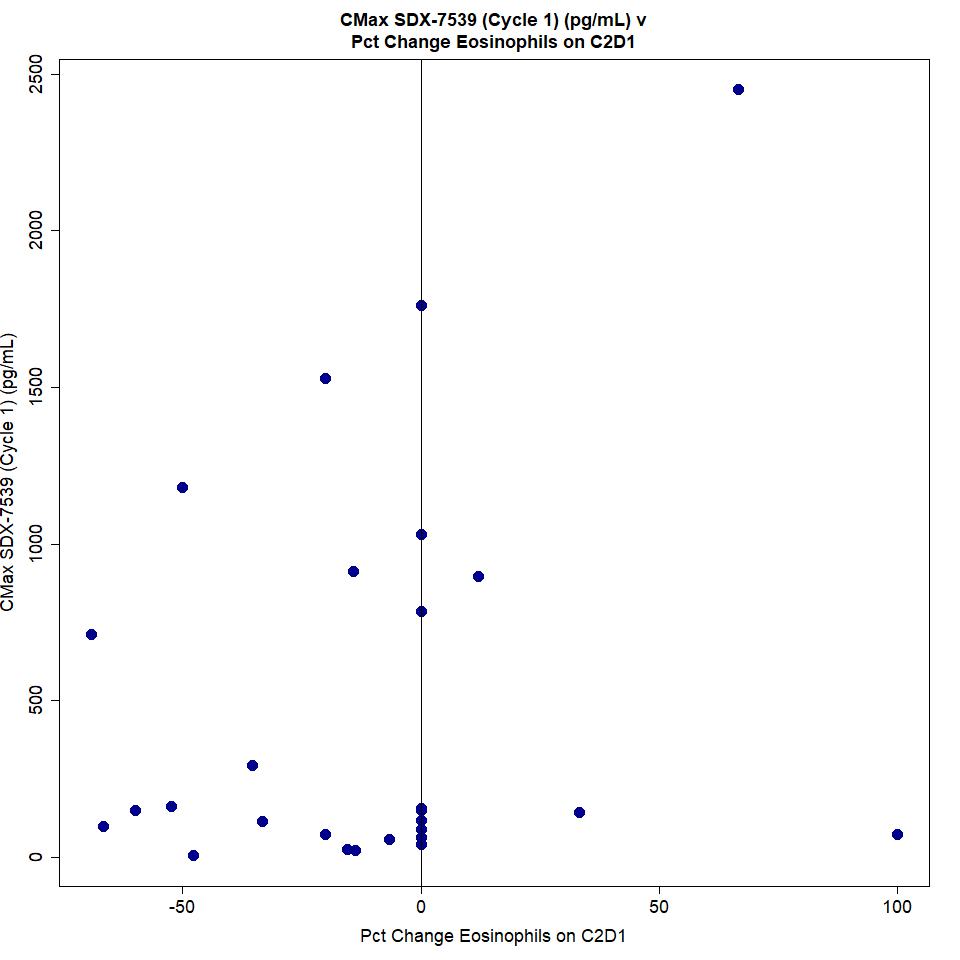 CMax SDX-7539 (Cycle 1) (pg/mL) v
Pct Change Eosinophils on C2D1
CMax SDX-7539 (Cycle 1) (pg/mL)
2500
2000
1500
1000
500
0
-50
0
50
100
Pct Change Eosinophils on C2D1